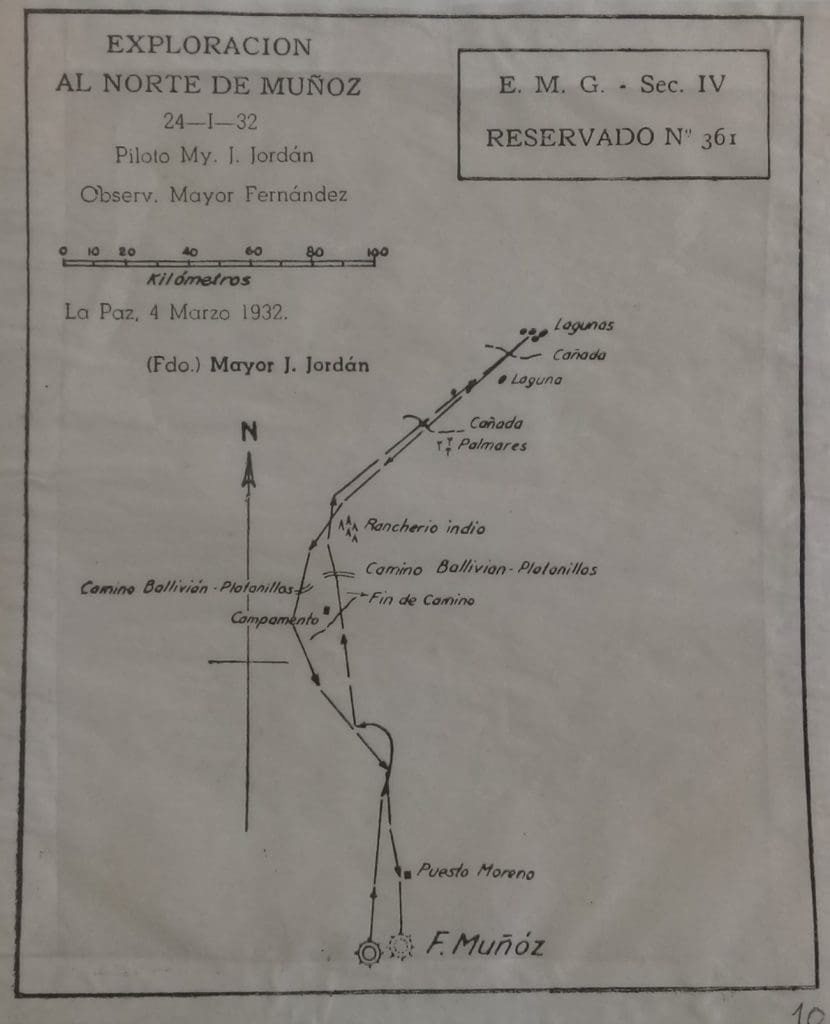 EXPLORACION
AL NORTE DE MUÑOZ
24—I—32
Piloto My. J. Jordán
Observ. Mayor Fernández
E. M. G. - Sec. IV
RESERVADO Nº 361
0 10 20 40 60 80 100
Kilómetros
La Paz, 4 Marzo 1932.
(Fdo.) Mayor J. Jordán
Lagunas
Cañada
Laguna
Cañada
Palmares
N
Rancherio indio
Camino Ballivian-Platanillos
Camino Ballivián-Platanillos
Fin de Camino
Campamento
Puesto Moreno
F. Muñóz
10